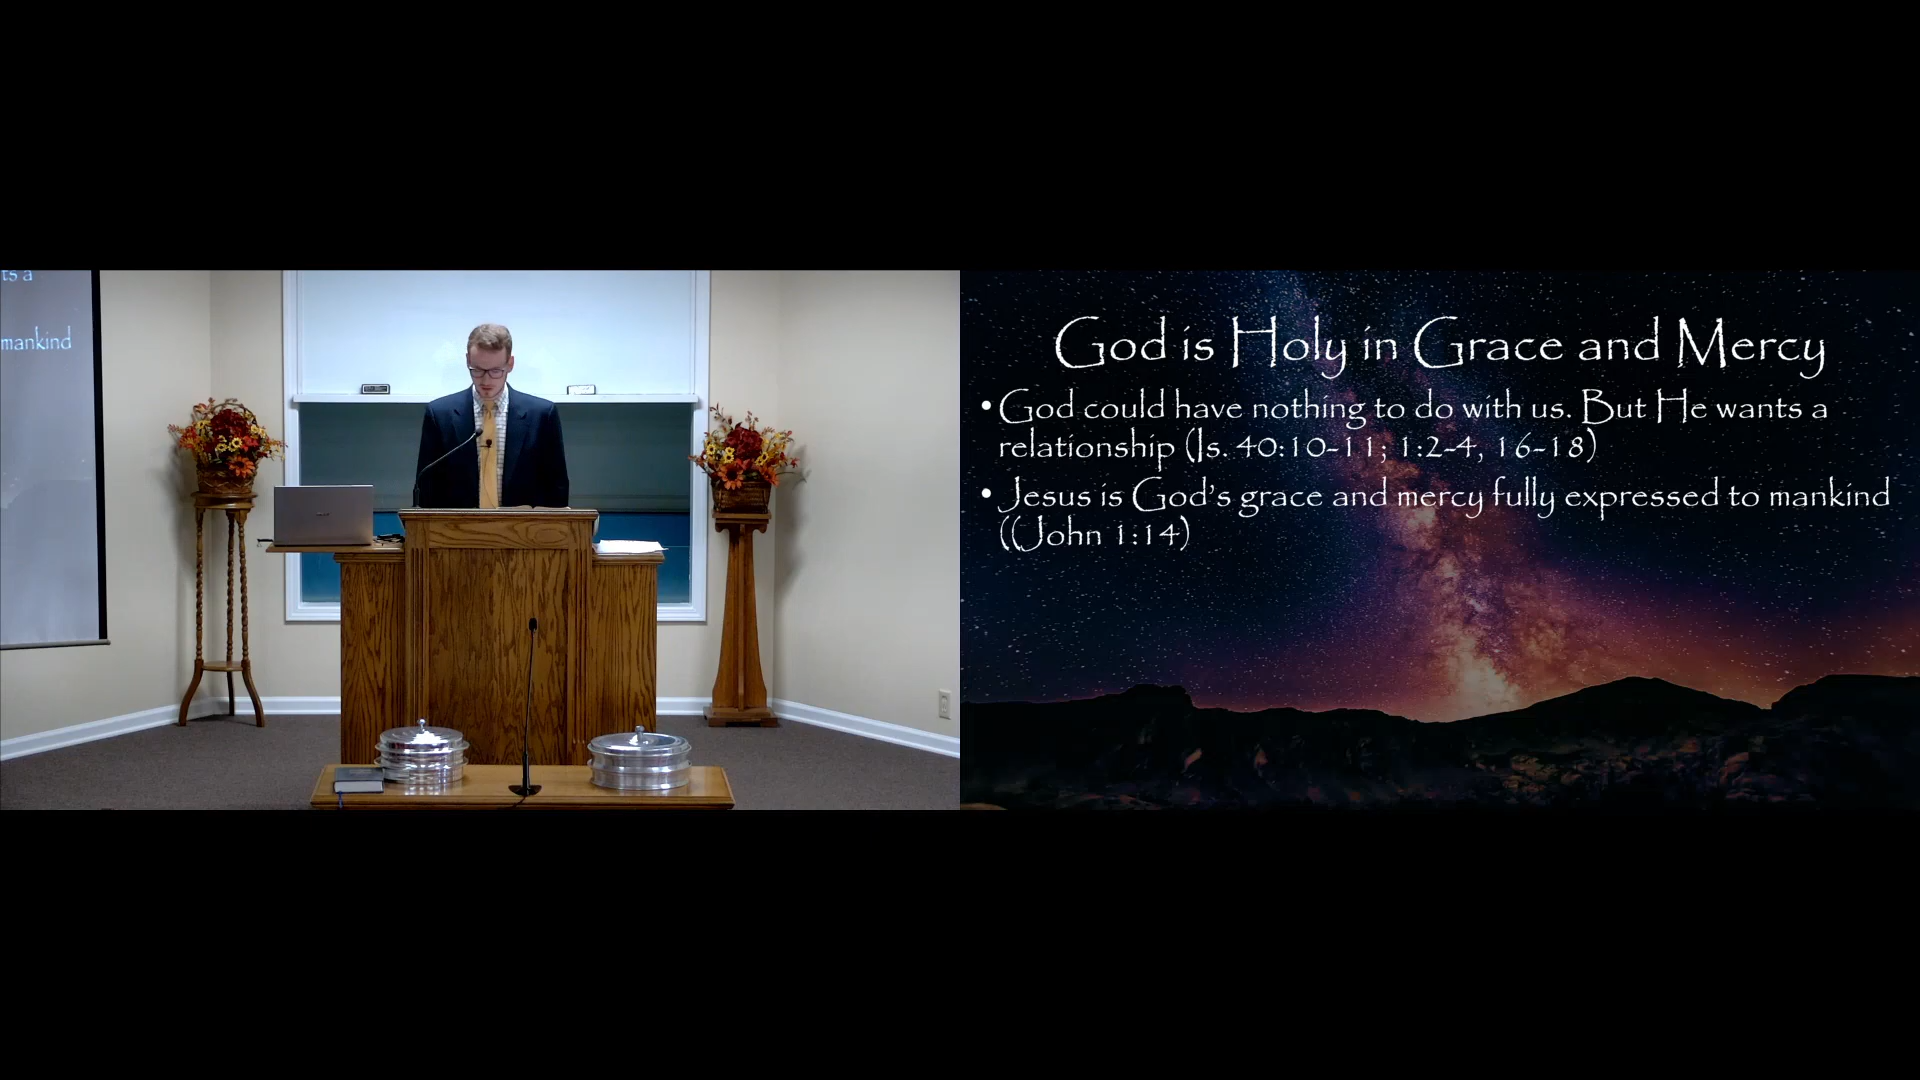 ts a
mankind
God is Holy in Grace and Mercy
• God could have nothing to do with us. But He wants a
relationship (Is. 40:10-11; 1:2-4, 16-18)
• Jesus is God's grace and mercy fully expressed to mankind
((John 1:14)